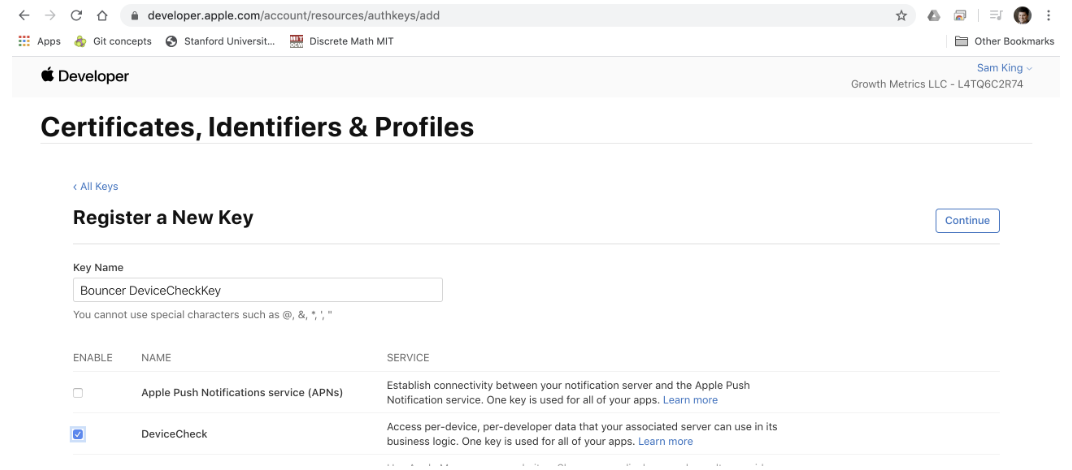 developer.apple.com/account/resources/authkeys/add
Apps Git concepts Stanford Universit... Discrete Math MIT Other Bookmarks
Developer
Sam King
Growth Metrics LLC - L4TQ6C2R74
Certificates, Identifiers & Profiles
‹ All Keys
Register a New Key
Continue
Key Name
Bouncer DeviceCheckKey
You cannot use special characters such as @, &, *, ', "
ENABLE NAME SERVICE
Apple Push Notifications service (APNs)
Establish connectivity between your notification server and the Apple Push
Notification service. One key is used for all of your apps. Learn more
DeviceCheck
Access per-device, per-developer data that your associated server can use in its
business logic. One key is used for all of your apps. Learn more